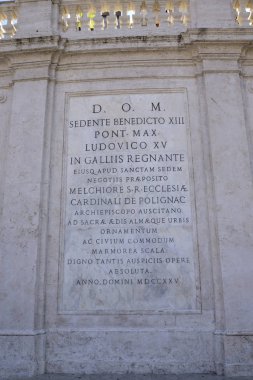 D. O. M.
SEDENTE BENEDICTO XIII
PONT. MAX.
LUDOVICO XV
IN GALLIIS REGNANTE
EJUSQ. APUD SANCTAM SEDEM
NEGOTIIS PRÆPOSITO
MELCHIORE S. R. ECCLESIÆ
CARDINALI DE POLIGNAC
ARCHIEPISCOPO AUSCITANO
AD SACRÆ ÆDIS ALMÆQUE URBIS
ORNAMENTUM
AC CIVIUM COMMODUM
MARMOREA SCALA
DIGNO TANTIS AUSPICIIS OPERE
ABSOLUTA
ANNO DOMINI MDCCXXV